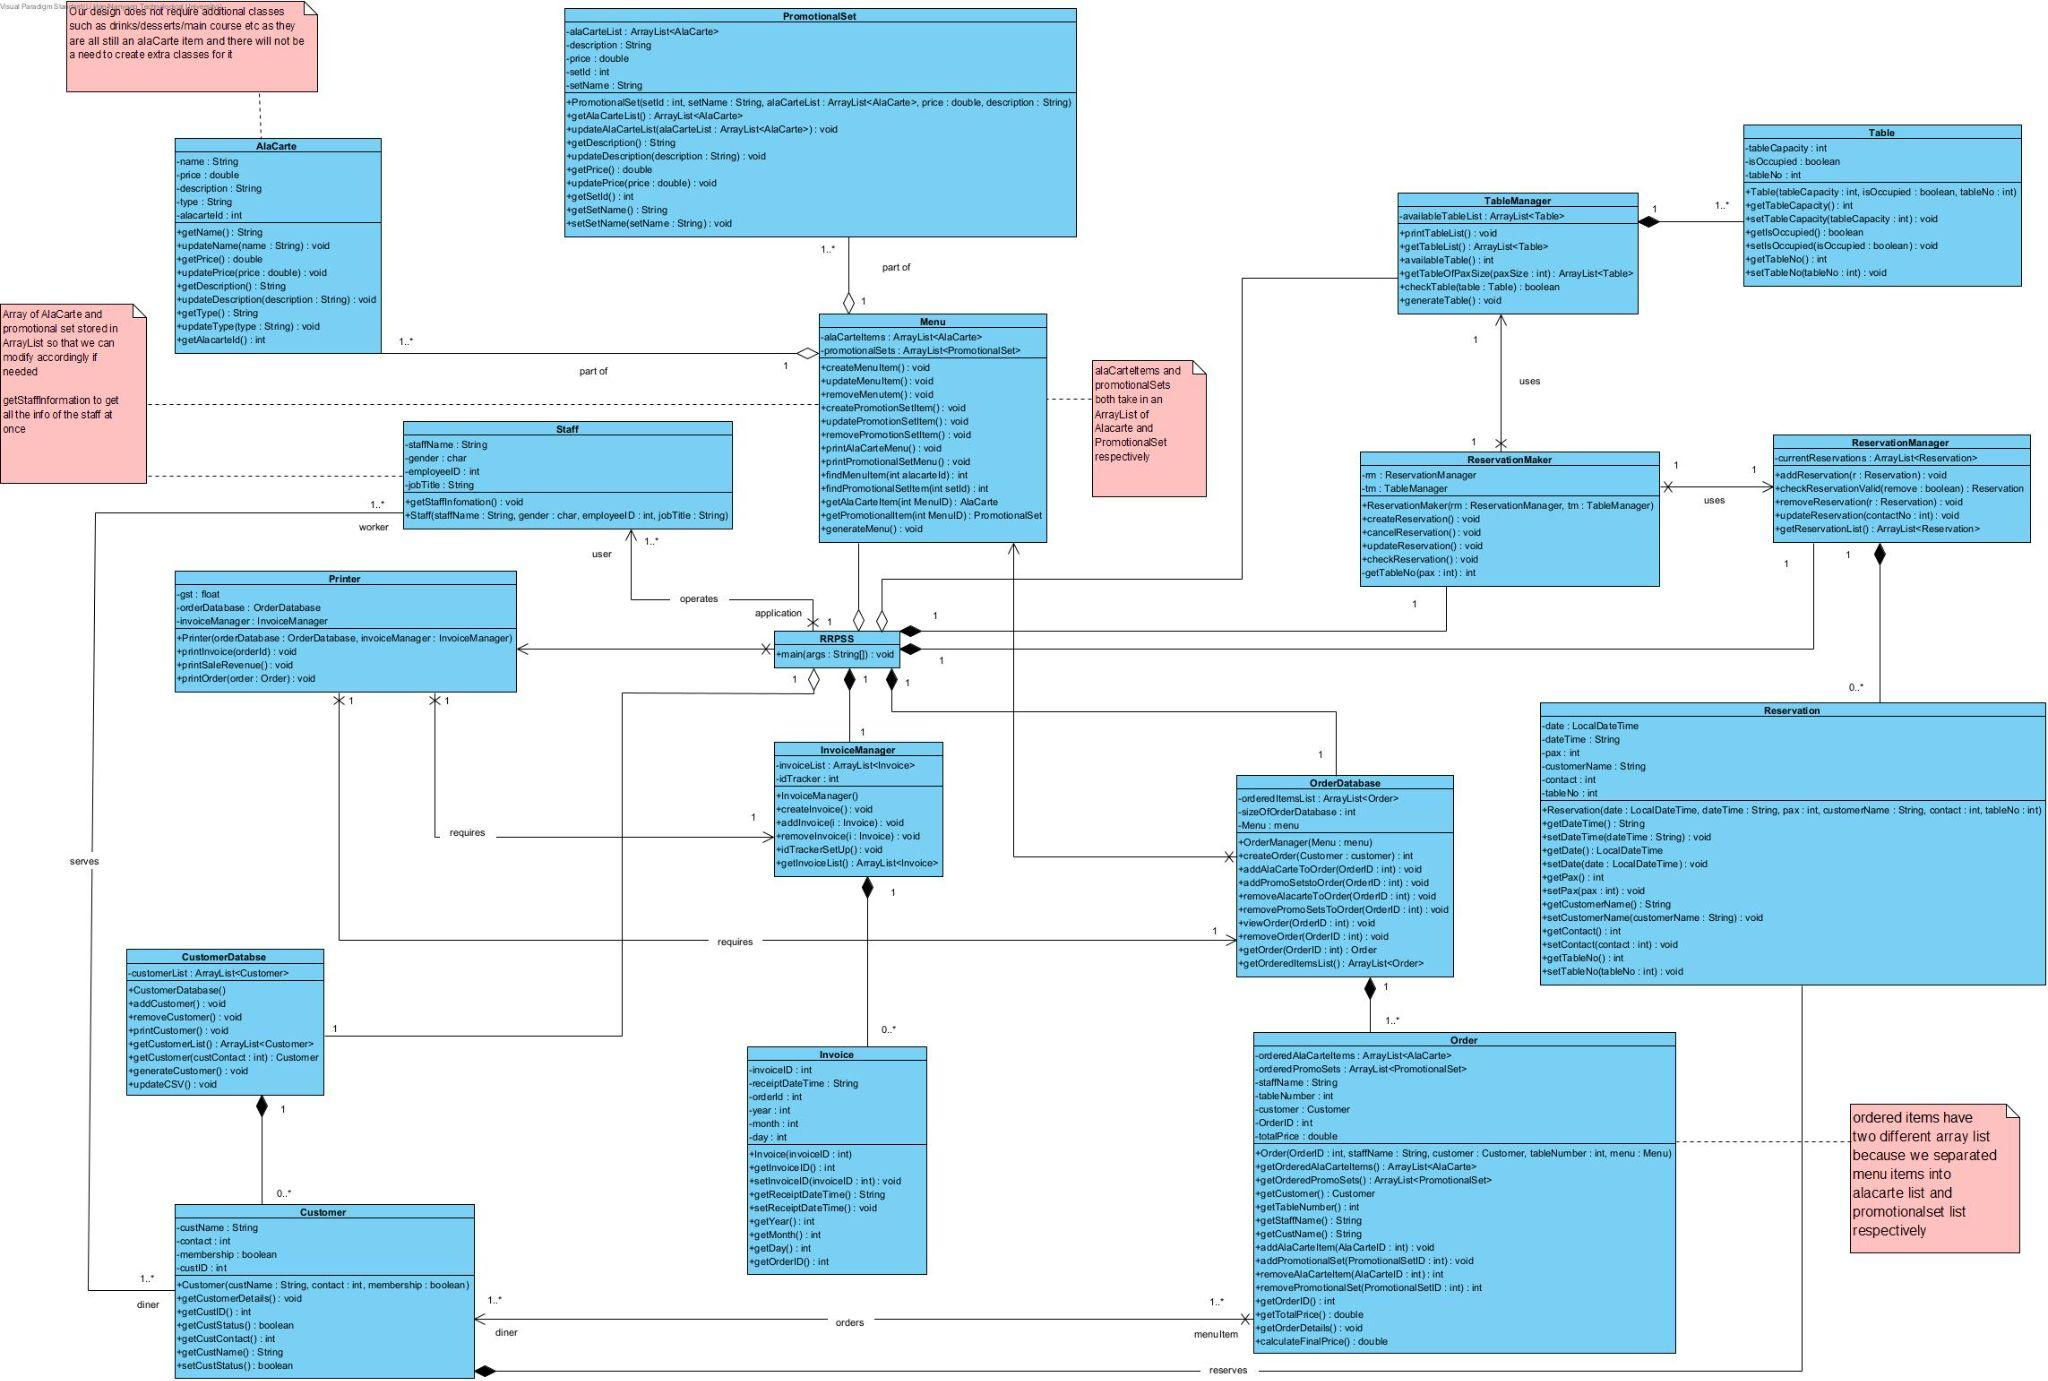 Visual Paradigm Standard
Our design does not require additional classes
such as drinks/desserts/main course etc as they
are all still an alaCarte item and there will not be
a need to create extra classes for it
PromotionalSet
-alaCarteList : ArrayList<AlaCarte>
-description : String
-price : double
-setId : int
-setName : String
+PromotionalSet(setId : int, setName : String, alaCarteList : ArrayList<AlaCarte>, price : double, description : String)
+getAlaCarteList() : ArrayList<AlaCarte>
+updateAlaCarteList(alaCarteList : ArrayList<AlaCarte>) : void
+getDescription() : String
+updateDescription(description : String) : void
+getPrice() : double
+updatePrice(price : double) : void
+getSetId() : int
+getSetName() : String
+setSetName(setName : String) : void
1..*
part of
1
AlaCarte
-name : String
-price : double
-description : String
-type : String
-alacarteId : int
+getName() : String
+updateName(name : String) : void
+getPrice() : double
+updatePrice(price : double) : void
+getDescription() : String
+updateDescription(description : String) : void
+getType() : String
+updateType(type : String) : void
+getAlacarteId() : int
1..*
part of
1
Table
-tableCapacity : int
-isOccupied : boolean
-tableNo : int
+Table(tableCapacity : int, isOccupied : boolean, tableNo : int)
+getTableCapacity() : int
+setTableCapacity(tableCapacity : int) : void
+getIsOccupied() : boolean
+setIsOccupied(isOccupied : boolean) : void
+getTableNo() : int
+setTableNo(tableNo : int) : void
TableManager
-availableTableList : ArrayList<Table>
+printTableList() : void
+getTableList() : ArrayList<Table>
+availableTable() : int
+getTableOfPaxSize(paxSize : int) : ArrayList<Table>
+checkTable(table : Table) : boolean
+generateTable() : void
1
1..*
1
uses
1
Array of AlaCarte and
promotional set stored in
ArrayList so that we can
modify accordingly if
needed
getStaffInformation to get
all the info of the staff at
once
Menu
-alaCarteItems : ArrayList<AlaCarte>
-promotionalSets : ArrayList<PromotionalSet>
+createMenuItem() : void
+updateMenuItem() : void
+removeMenutem() : void
+createPromotionSetItem() : void
+updatePromotionSetItem() : void
+removePromotionSetItem() : void
+printAlaCarteMenu() : void
+printPromotionalSetMenu() : void
+findMenuItem(int alacarteId) : int
+findPromotionalSetItem(int setId) : int
+getAlaCarteItem(int MenuID) : AlaCarte
+getPromotionalItem(int MenuID) : PromotionalSet
+generateMenu() : void
alaCarteItems and
promotionalSets
both take in an
ArrayList of
Alacarte and
PromotionalSet
respectively
Staff
-staffName : String
-gender : char
-employeeID : int
-jobTitle : String
+getStaffInfomation() : void
+Staff(staffName : String, gender : char, employeeID : int, jobTitle : String)
1..*
worker
user
1..*
operates
application
1
ReservationMaker
-rm : ReservationManager
-tm : TableManager
+ReservationMaker(rm : ReservationManager, tm : TableManager)
+createReservation() : void
+cancelReservation() : void
+updateReservation() : void
+checkReservation() : void
-getTableNo(pax : int) : int
1
uses
1
ReservationManager
-currentReservations : ArrayList<Reservation>
+addReservation(r : Reservation) : void
+checkReservationValid(remove : boolean) : Reservation
+removeReservation(r : Reservation) : void
+updateReservation(contactNo : int) : void
+getReservationList() : ArrayList<Reservation>
1
1
1
0..*
Printer
-gst : float
-orderDatabase : OrderDatabase
-invoiceManager : InvoiceManager
+Printer(orderDatabase : OrderDatabase, invoiceManager : InvoiceManager)
+printInvoice(orderId) : void
+printSaleRevenue() : void
+printOrder(order : Order) : void
1
1
RRPSS
+main(args : String[]) : void
1
1
1
1
1
1
1
Reservation
-date : LocalDateTime
-dateTime : String
-pax : int
-customerName : String
-contact : int
-tableNo : int
+Reservation(date : LocalDateTime, dateTime : String, pax : int, customerName : String, contact : int, tableNo : int)
+getDateTime() : String
+setDateTime(dateTime : String) : void
+getDate() : LocalDateTime
+setDate(date : LocalDateTime) : void
+getPax() : int
+setPax(pax : int) : void
+getCustomerName() : String
+setCustomerName(customerName : String) : void
+getContact() : int
+setContact(contact : int) : void
+getTableNo() : int
+setTableNo(tableNo : int) : void
InvoiceManager
-invoiceList : ArrayList<Invoice>
-idTracker : int
+InvoiceManager()
+createInvoice() : void
+addInvoice(i : Invoice) : void
+removeInvoice(i : Invoice) : void
+idTrackerSetUp() : void
+getInvoiceList() : ArrayList<Invoice>
requires
1
1
0..*
OrderDatabase
-orderedItemsList : ArrayList<Order>
-sizeOfOrderDatabase : int
-Menu : menu
+OrderManager(Menu : menu)
+createOrder(Customer : customer) : int
+addAlaCarteToOrder(OrderID : int) : void
+addPromoSetstoOrder(OrderID : int) : void
+removeAlacarteToOrder(OrderID : int) : void
+removePromoSetsToOrder(OrderID : int) : void
+viewOrder(OrderID : int) : void
+removeOrder(OrderID : int) : void
+getOrder(OrderID : int) : Order
+getOrderedItemsList() : ArrayList<Order>
requires
1
1
1..*
serves
CustomerDatabse
-customerList : ArrayList<Customer>
+CustomerDatabase()
+addCustomer() : void
+removeCustomer() : void
+printCustomer() : void
+getCustomerList() : ArrayList<Customer>
+getCustomer(custContact : int) : Customer
+generateCustomer() : void
+updateCSV() : void
1
1
0..*
Invoice
-invoiceID : int
-receiptDateTime : String
-orderId : int
-year : int
-month : int
-day : int
+Invoice(invoiceID : int)
+getInvoiceID() : int
+setInvoiceID(invoiceID : int) : void
+getReceiptDateTime() : String
+setReceiptDateTime() : void
+getYear() : int
+getMonth() : int
+getDay() : int
+getOrderID() : int
Order
-orderedAlaCarteItems : ArrayList<AlaCarte>
-orderedPromoSets : ArrayList<PromotionalSet>
-staffName : String
-tableNumber : int
-customer : Customer
-OrderID : int
-totalPrice : double
+Order(OrderID : int, staffName : String, customer : Customer, tableNumber : int, menu : Menu)
+getOrderedAlaCarteItems() : ArrayList<AlaCarte>
+getOrderedPromoSets() : ArrayList<PromotionalSet>
+getCustomer() : Customer
+getTableNumber() : int
+getStaffName() : String
+getCustName() : String
+addAlaCarteItem(AlaCarteID : int) : void
+addPromotionalSet(PromotionalSetID : int) : void
+removeAlaCarteItem(AlaCarteID : int) : int
+removePromotionalSet(PromotionalSetID : int) : int
+getOrderID() : int
+getTotalPrice() : double
+getOrderDetails() : void
+calculateFinalPrice() : double
ordered items have
two different array list
because we separated
menu items into
alacarte list and
promotionalset list
respectively
Customer
-custName : String
-contact : int
-membership : boolean
-custID : int
+Customer(custName : String, contact : int, membership : boolean)
+getCustomerDetails() : void
+getCustID() : int
+getCustStatus() : boolean
+getCustContact() : int
+getCustName() : String
+setCustStatus() : boolean
1..*
diner
1..*
diner
orders
1..*
menuItem
reserves